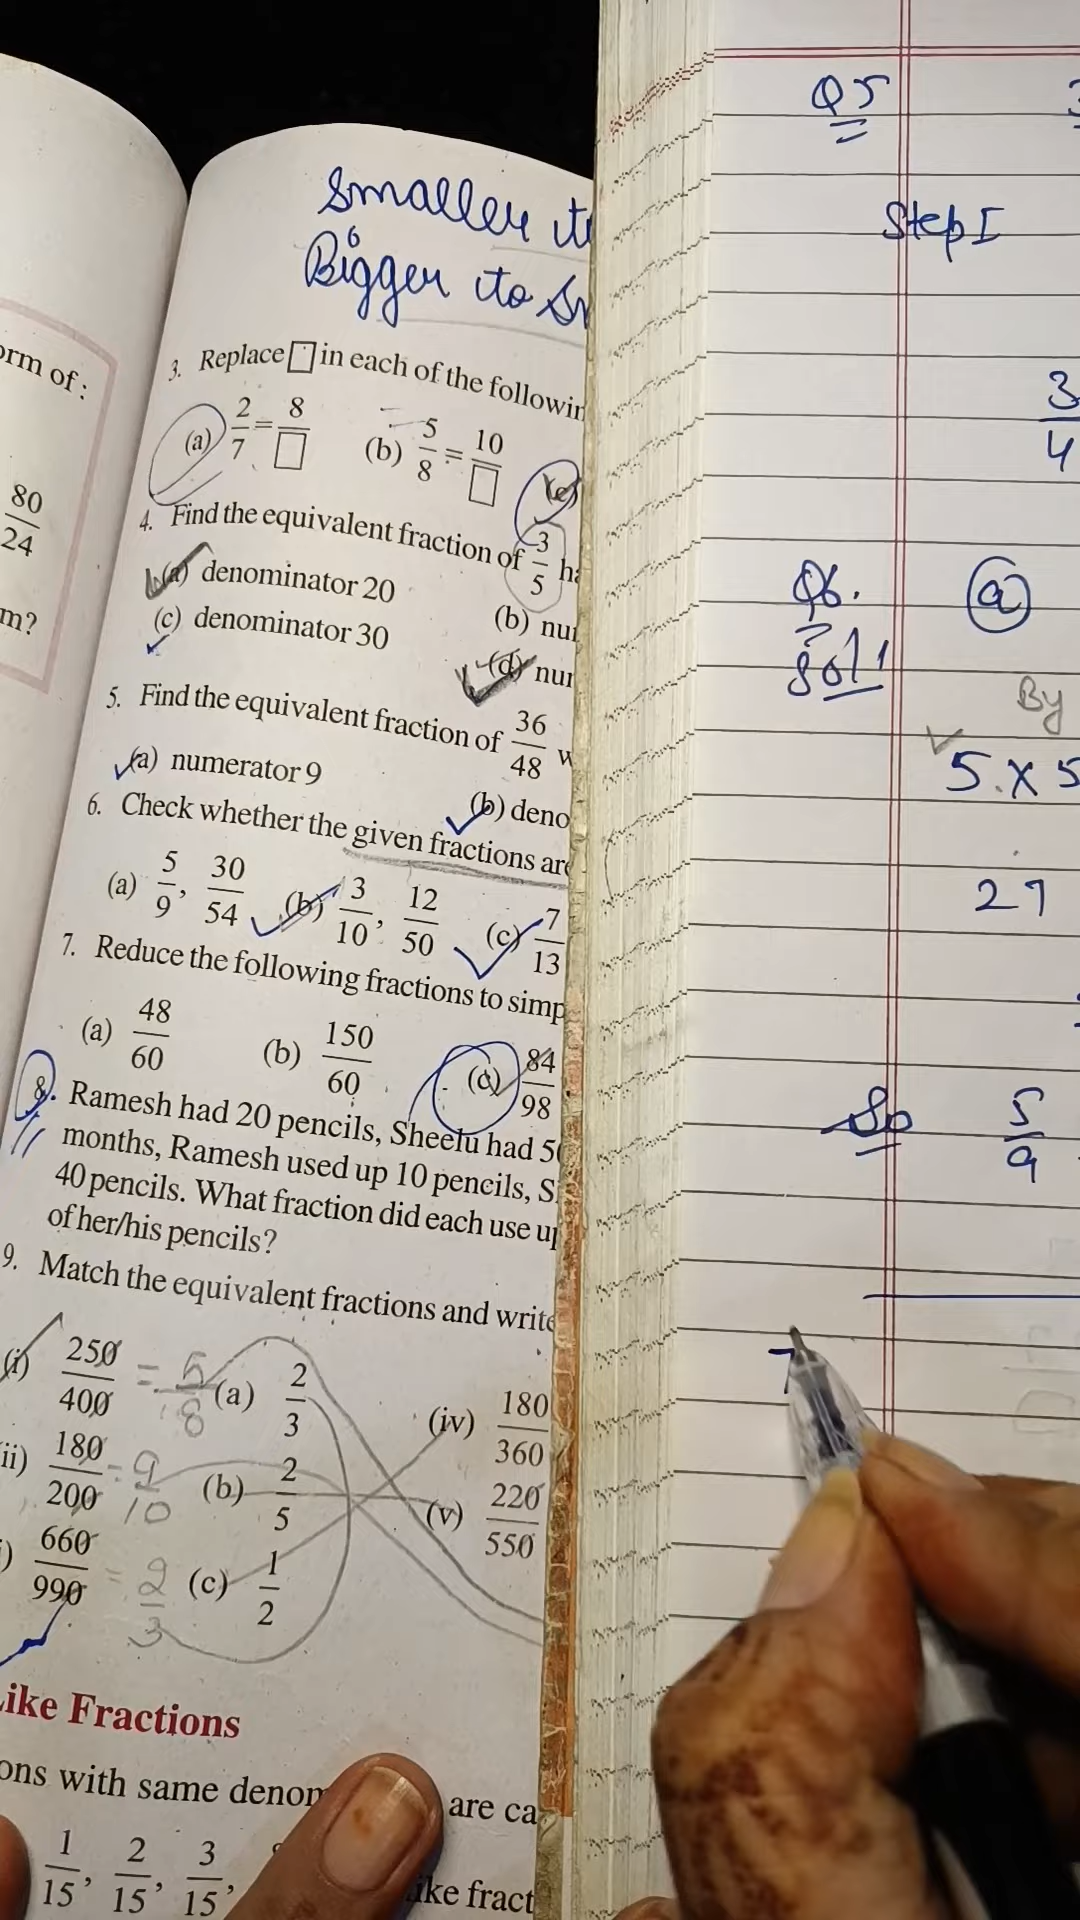 smaller
Bigger to
orm of :
80
24
m?
3. Replace □ in each of the followin
(a) 2/7 = 8/□ (b) 5/8 = 10/□ (c)
4. Find the equivalent fraction of 3/5 ha
(a) denominator 20
(b) nu
(c) denominator 30
(d) nu
5. Find the equivalent fraction of 36/48 w
(a) numerator 9
(b) deno
6. Check whether the given fractions are
(a) 5/9, 30/54 (b) 3/10, 12/50 (c) 7/13
7. Reduce the following fractions to simp
(a) 48/60 (b) 150/60 (c) 84/98
8. Ramesh had 20 pencils, Sheelu had 5
months, Ramesh used up 10 pencils, S
40 pencils. What fraction did each use up
of her/his pencils?
9. Match the equivalent fractions and write
(i) 250/400 = 5/8 (a) 2/3 (iv) 180/360
ii) 180/200 = 9/10 (b) 2/5 (v) 220/550
) 660/990 = 2/3 (c) 1/2
Like Fractions
ons with same denom are ca
1/15, 2/15, 3/15,
ike fract
Q5
Step I
3/4
Q6. (a)
Sol!
By
5 × 5
27
So 5/9